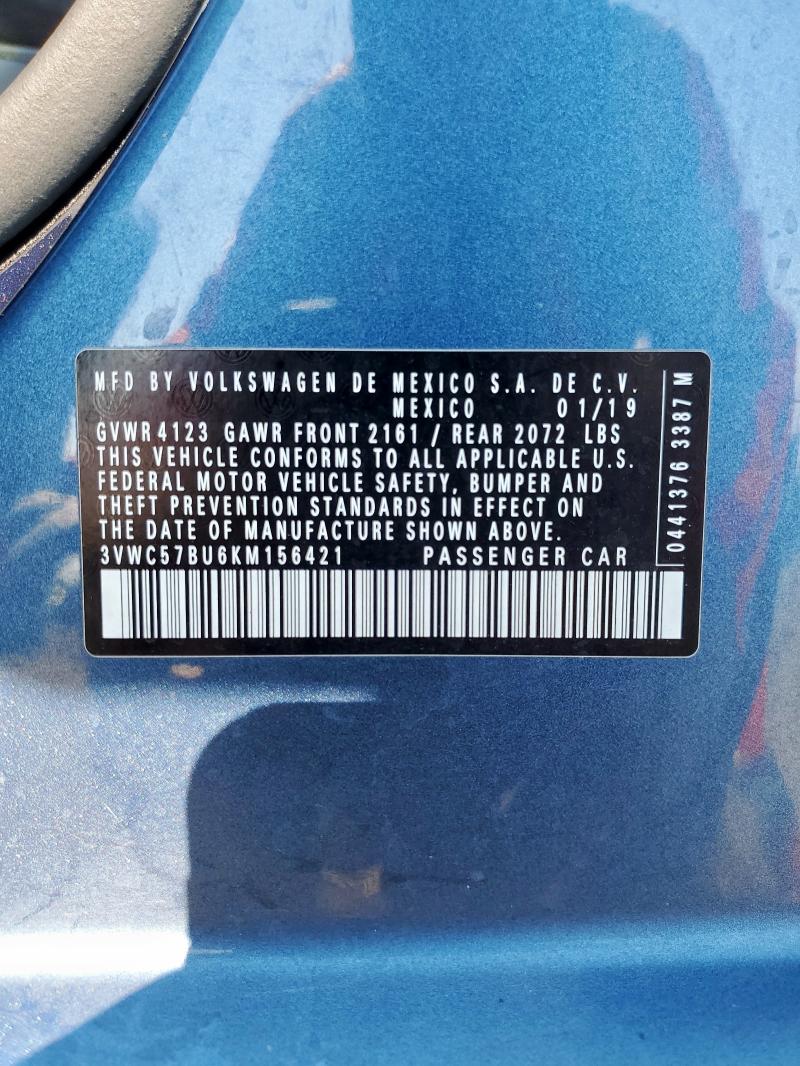 MFD BY VOLKSWAGEN DE MEXICO S.A. DE C.V.
MEXICO 01/19
GVWR 4123 GAWR FRONT 2161 / REAR 2072 LBS
THIS VEHICLE CONFORMS TO ALL APPLICABLE U.S.
FEDERAL MOTOR VEHICLE SAFETY, BUMPER AND
THEFT PREVENTION STANDARDS IN EFFECT ON
THE DATE OF MANUFACTURE SHOWN ABOVE.
3VWC57BU6KM156421 PASSENGER CAR
0441376 3387 M